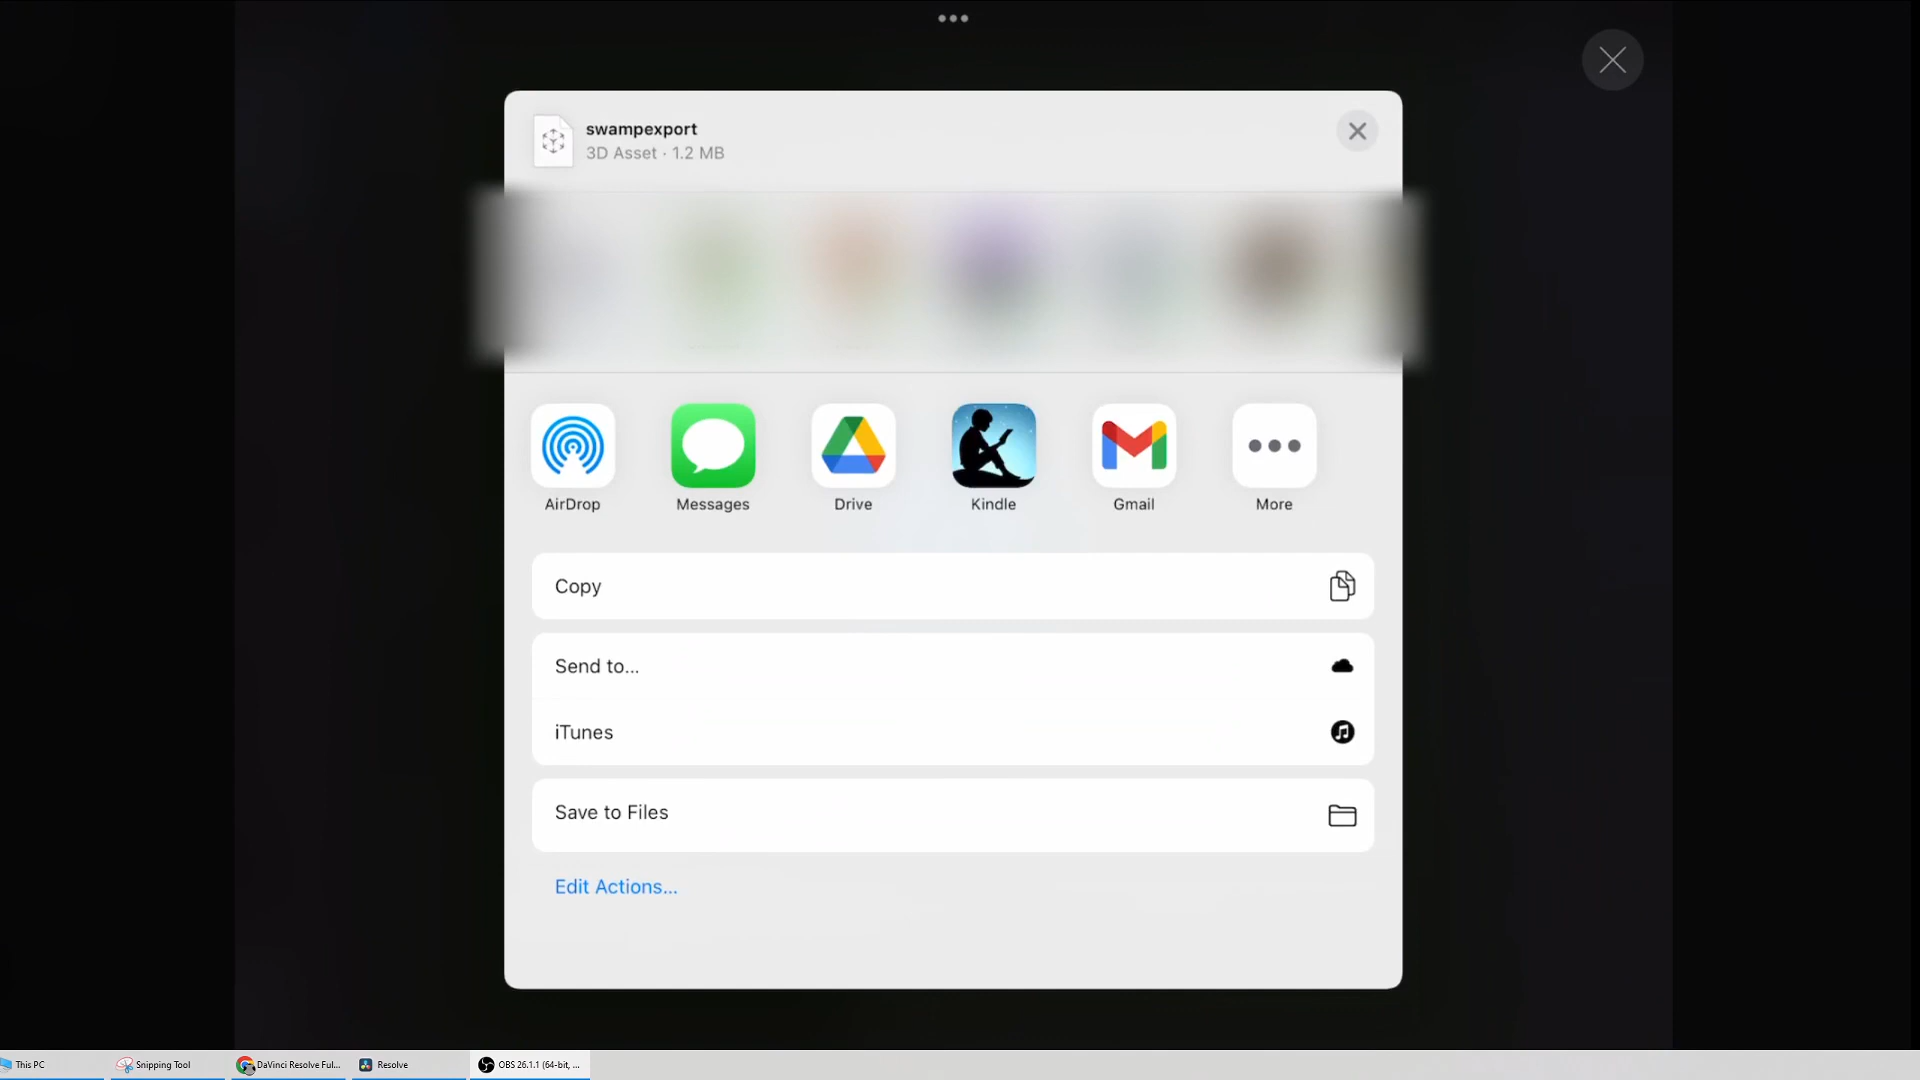 swampexport
3D Asset · 1.2 MB
AirDrop
Messages
Drive
Kindle
Gmail
More
Copy
Send to...
iTunes
Save to Files
Edit Actions...
This PC
Snipping Tool
DaVinci Resolve Ful...
Resolve
OBS 26.1.1 (64-bit, ...